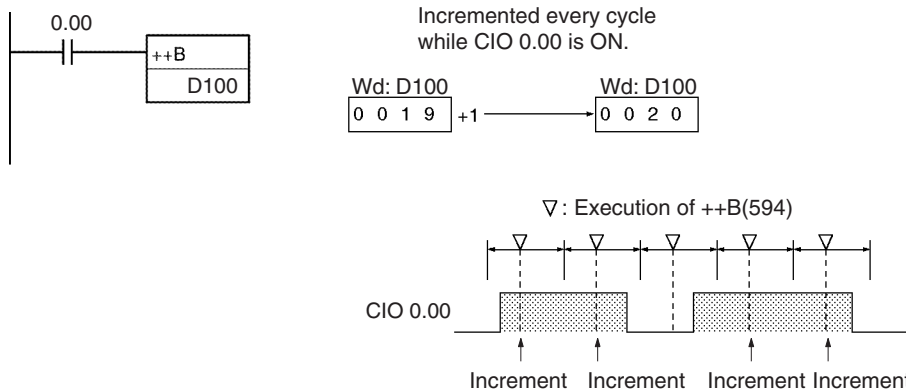 0.00
++B
D100
Incremented every cycle
while CIO 0.00 is ON.
Wd: D100 Wd: D100
0 0 1 9 +1 0 0 2 0
▽: Execution of ++B(594)
CIO 0.00
Increment Increment Increment Increment